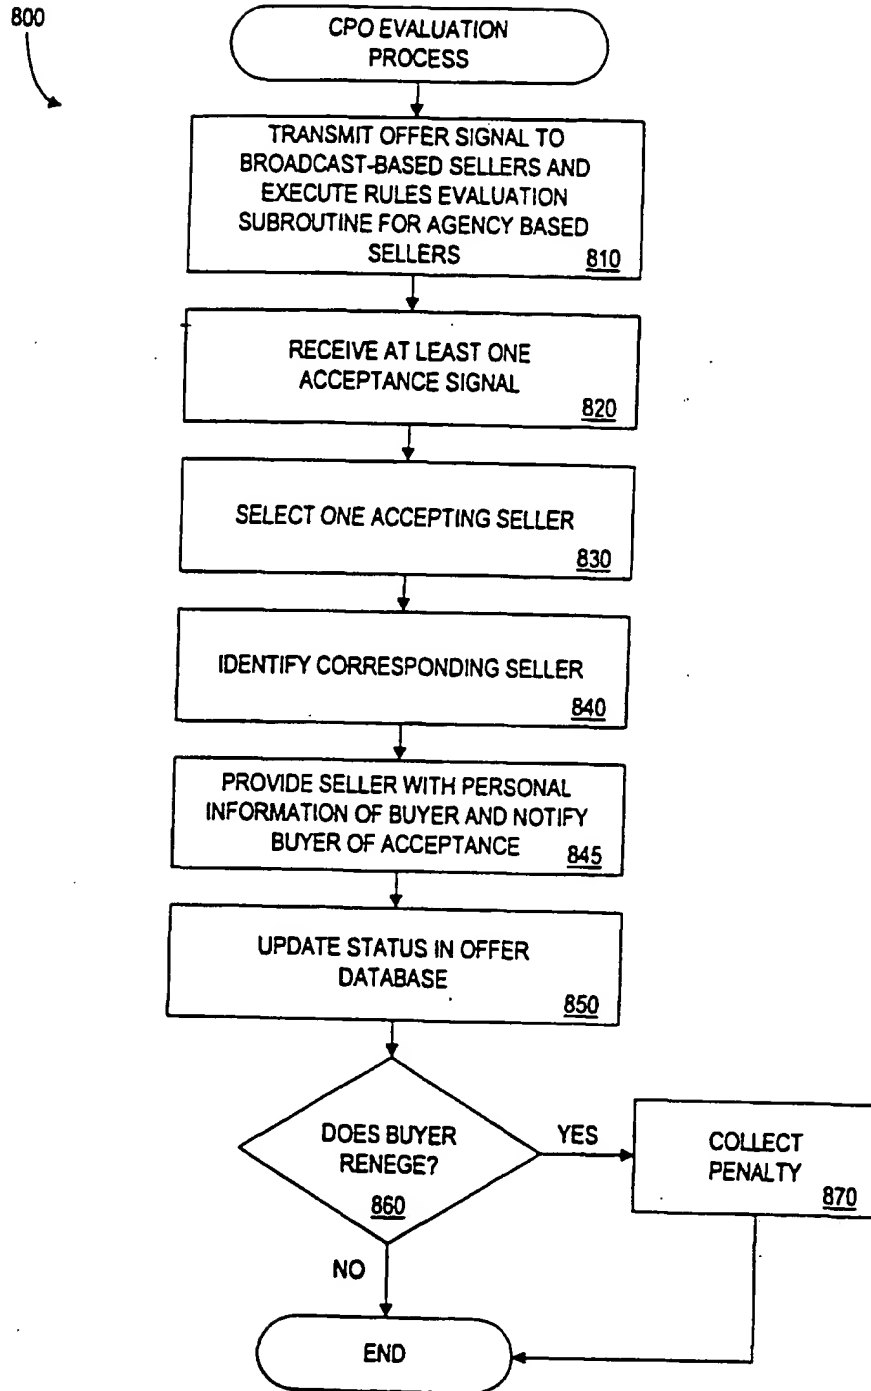 800
CPO EVALUATION
PROCESS
TRANSMIT OFFER SIGNAL TO
BROADCAST-BASED SELLERS AND
EXECUTE RULES EVALUATION
SUBROUTINE FOR AGENCY BASED
SELLERS
810
RECEIVE AT LEAST ONE
ACCEPTANCE SIGNAL
820
SELECT ONE ACCEPTING SELLER
830
IDENTIFY CORRESPONDING SELLER
840
PROVIDE SELLER WITH PERSONAL
INFORMATION OF BUYER AND NOTIFY
BUYER OF ACCEPTANCE
845
UPDATE STATUS IN OFFER
DATABASE
850
DOES BUYER
RENEGE?
860
YES
COLLECT
PENALTY
870
NO
END